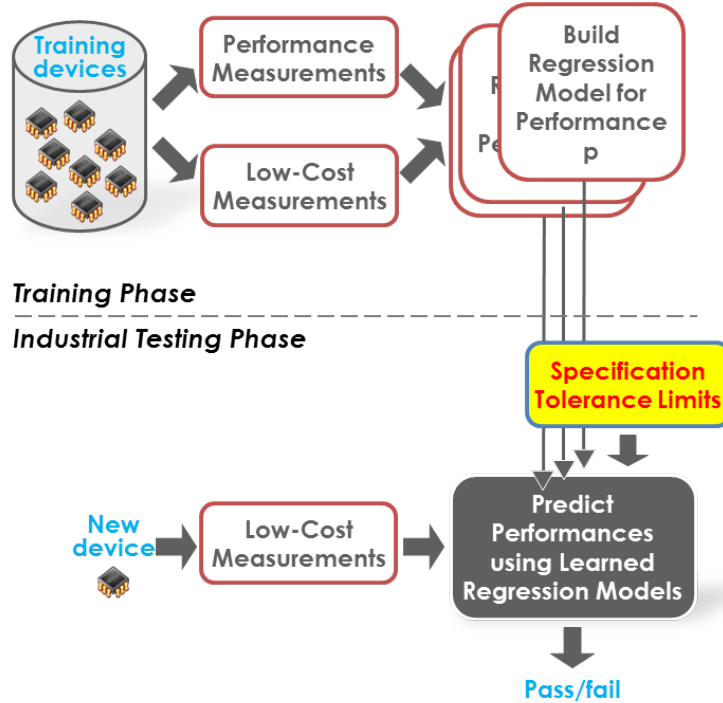 Training
devices
Performance
Measurements
Low-Cost
Measurements
Build
Regression
Model for
Performance
p
R
Pe
Training Phase
Industrial Testing Phase
Specification
Tolerance Limits
New
device
Low-Cost
Measurements
Predict
Performances
using Learned
Regression Models
Pass/fail